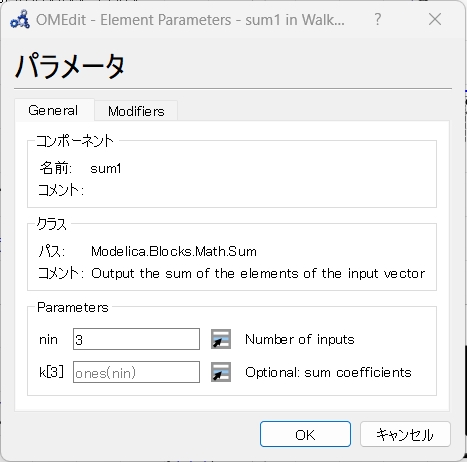 OMEdit - Element Parameters - sum1 in Walk...
パラメータ
General Modifiers
コンポーネント
名前: sum1
コメント:
クラス
パス: Modelica.Blocks.Math.Sum
コメント: Output the sum of the elements of the input vector
Parameters
nin 3 Number of inputs
k[3] ones(nin) Optional: sum coefficients
OK キャンセル